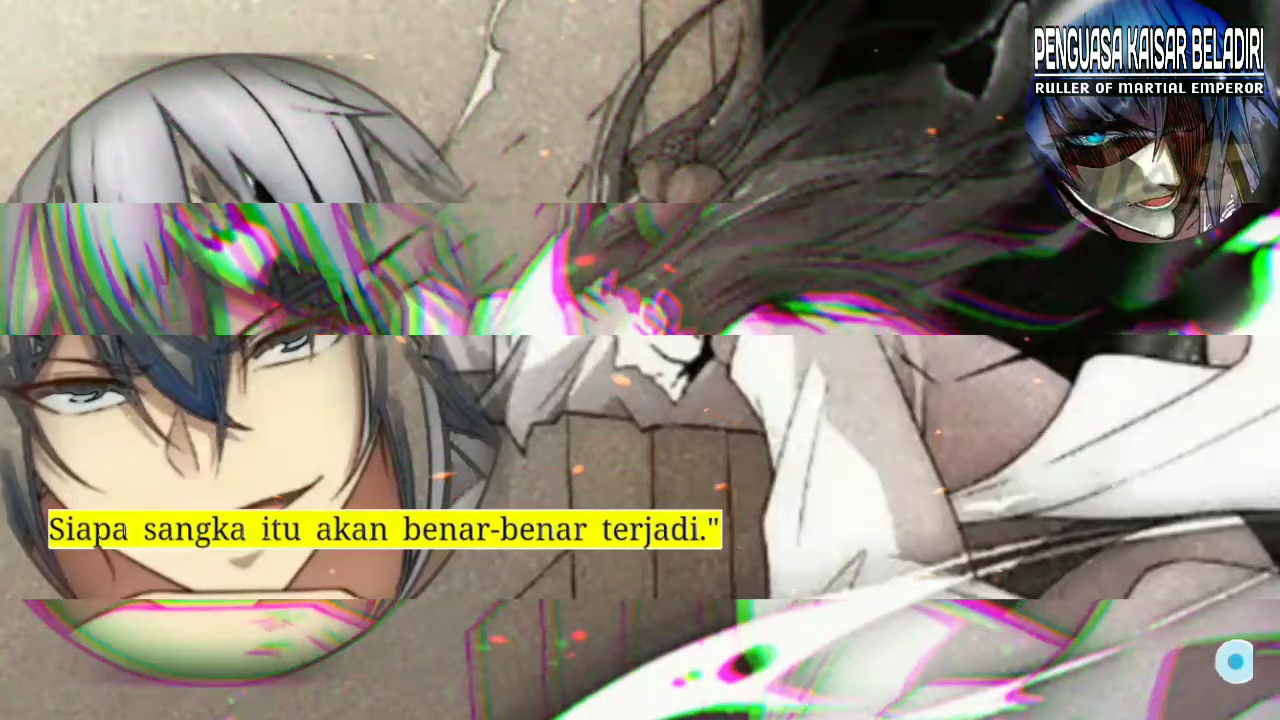 PENGUASA KAISAR BELADIRI
RULLER OF MARTIAL EMPEROR
Siapa sangka itu akan benar-benar terjadi."